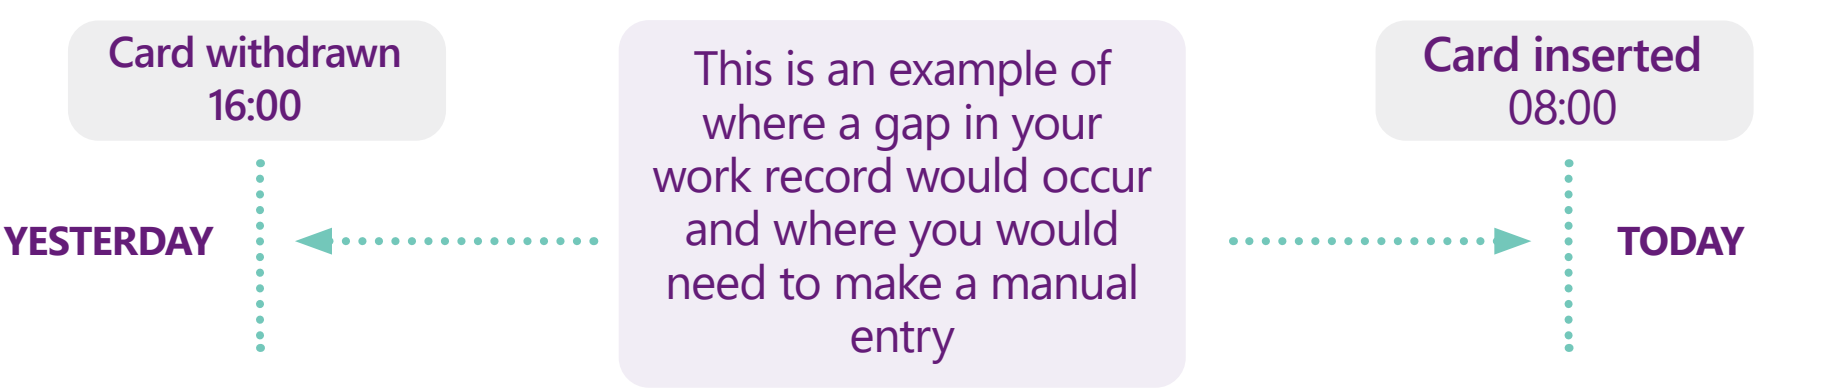 Card withdrawn
16:00
YESTERDAY
This is an example of
where a gap in your
work record would occur
and where you would
need to make a manual
entry
Card inserted
08:00
TODAY